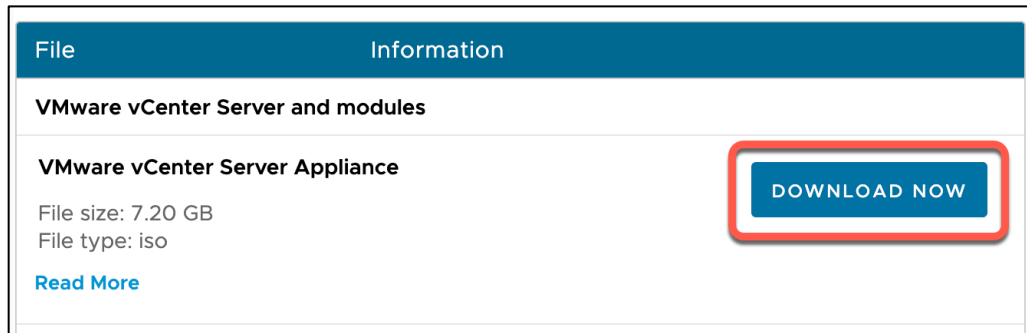 File Information
VMware vCenter Server and modules
VMware vCenter Server Appliance
DOWNLOAD NOW
File size: 7.20 GB
File type: iso
Read More